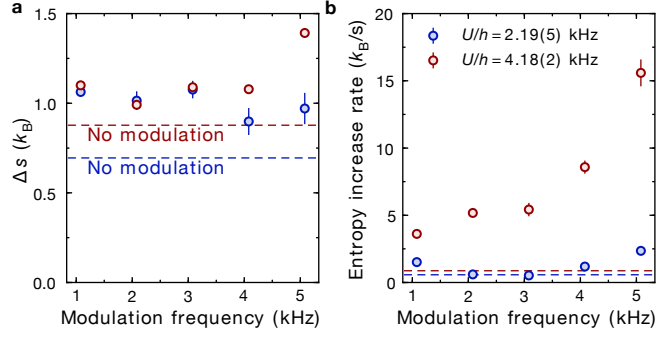 a
b
Δs (k_B)
1.5
1.0
0.5
0.0
No modulation
No modulation
1 2 3 4 5
Modulation frequency (kHz)
Entropy increase rate (k_B/s)
20
15
10
5
0
U/h = 2.19(5) kHz
U/h = 4.18(2) kHz
1 2 3 4 5
Modulation frequency (kHz)